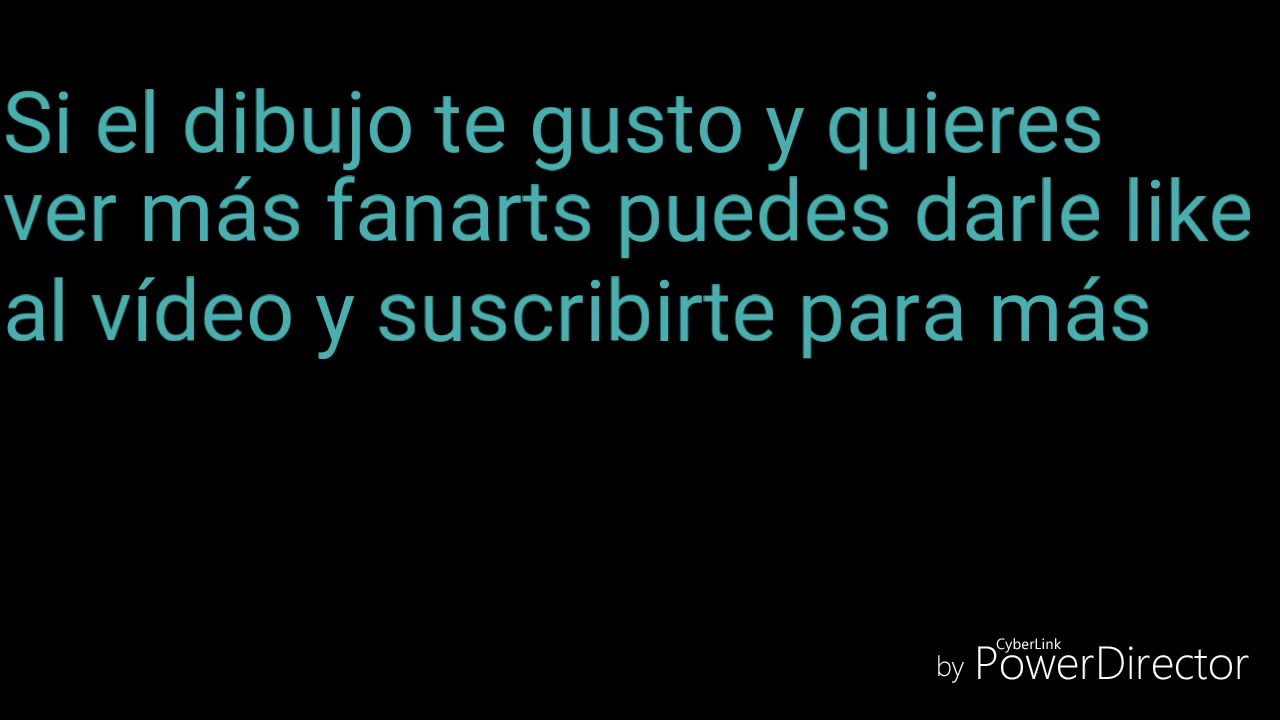 Si el dibujo te gusto y quieres
ver más fanarts puedes darle like
al vídeo y suscribirte para más
CyberLink
by PowerDirector